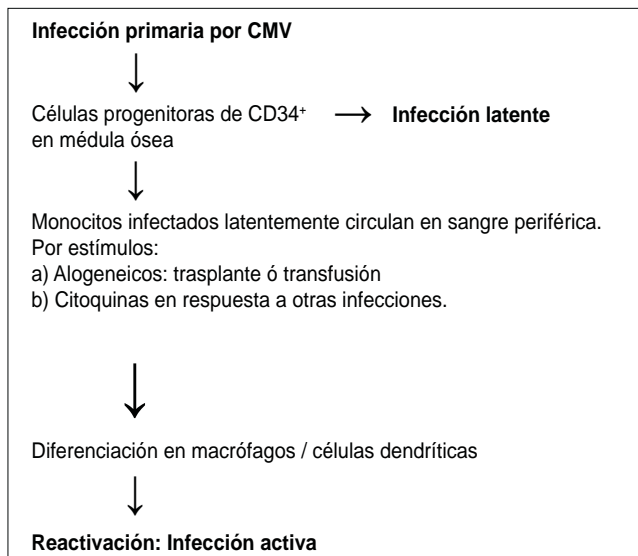 Infección primaria por CMV
Células progenitoras de CD34⁺ → Infección latente
en médula ósea
Monocitos infectados latentemente circulan en sangre periférica.
Por estímulos:
a) Alogeneicos: trasplante ó transfusión
b) Citoquinas en respuesta a otras infecciones.
Diferenciación en macrófagos / células dendríticas
Reactivación: Infección activa